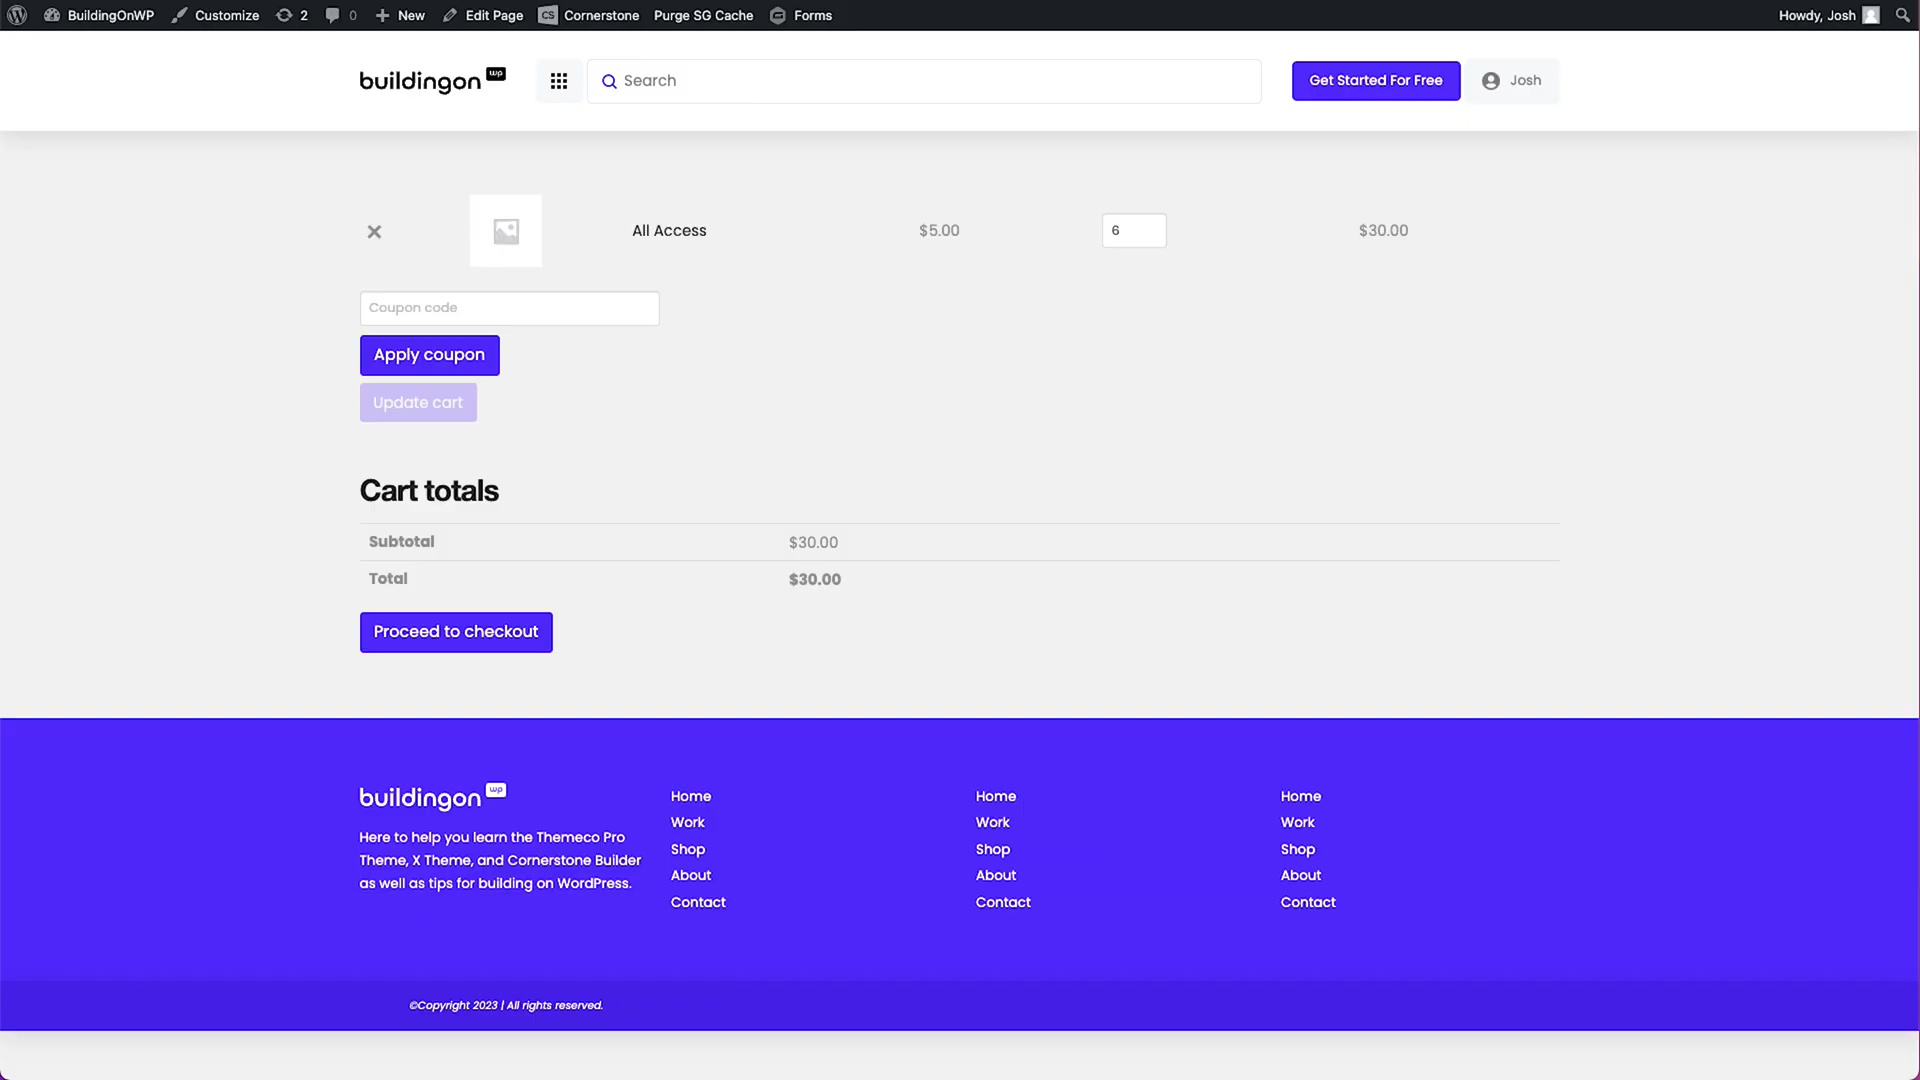 BuildingOnWP Customize 2 0 New Edit Page CS Cornerstone Purge SG Cache Forms Howdy, Josh
buildingon wp Search Get Started For Free Josh
All Access $5.00 6 $30.00
Coupon code
Apply coupon
Update cart
Cart totals
Subtotal $30.00
Total $30.00
Proceed to checkout
buildingon wp
Here to help you learn the Themeco Pro
Theme, X Theme, and Cornerstone Builder
as well as tips for building on WordPress.
Home
Work
Shop
About
Contact
Home
Work
Shop
About
Contact
Home
Work
Shop
About
Contact
©Copyright 2023 | All rights reserved.